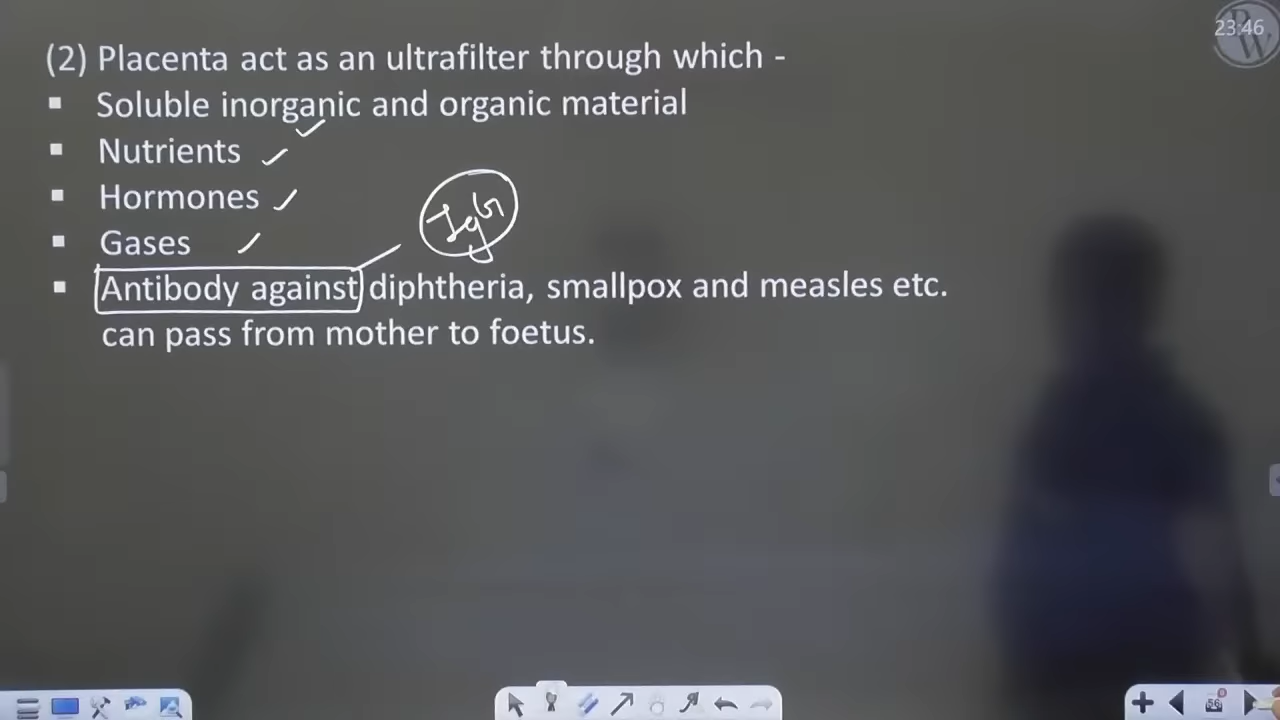 23:46
(2) Placenta act as an ultrafilter through which -
▪ Soluble inorganic and organic material
▪ Nutrients
▪ Hormones
▪ Gases
IgG
▪ Antibody against diphtheria, smallpox and measles etc.
can pass from mother to foetus.
56